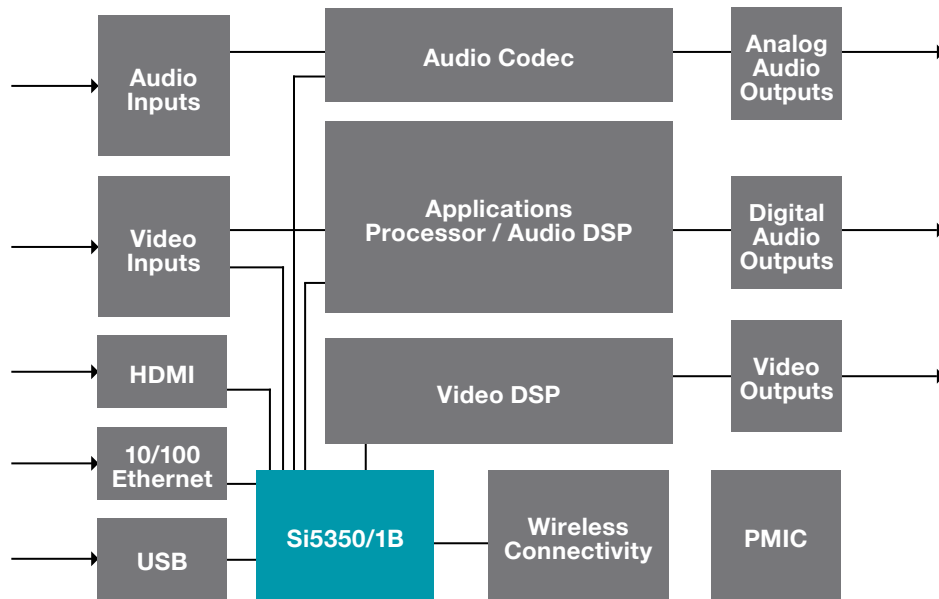 Audio
Inputs
Audio Codec
Analog
Audio
Outputs
Video
Inputs
Applications
Processor / Audio DSP
Digital
Audio
Outputs
HDMI
Video DSP
Video
Outputs
10/100
Ethernet
USB
Si5350/1B
Wireless
Connectivity
PMIC